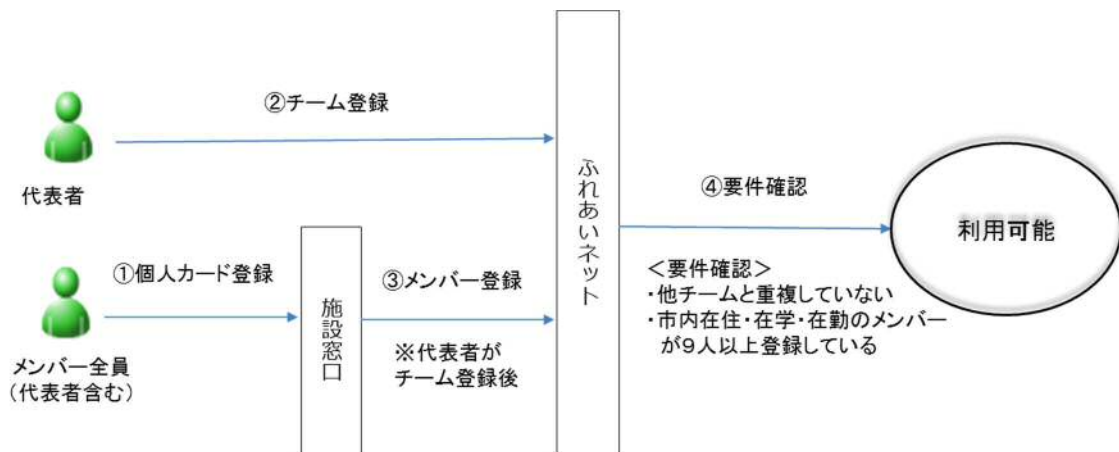 ②チーム登録
代表者
①個人カード登録
メンバー全員
（代表者含む）
施設窓口
③メンバー登録
※代表者が
チーム登録後
ふれあいネット
④要件確認
＜要件確認＞
・他チームと重複していない
・市内在住・在学・在勤のメンバー
が９人以上登録している
利用可能